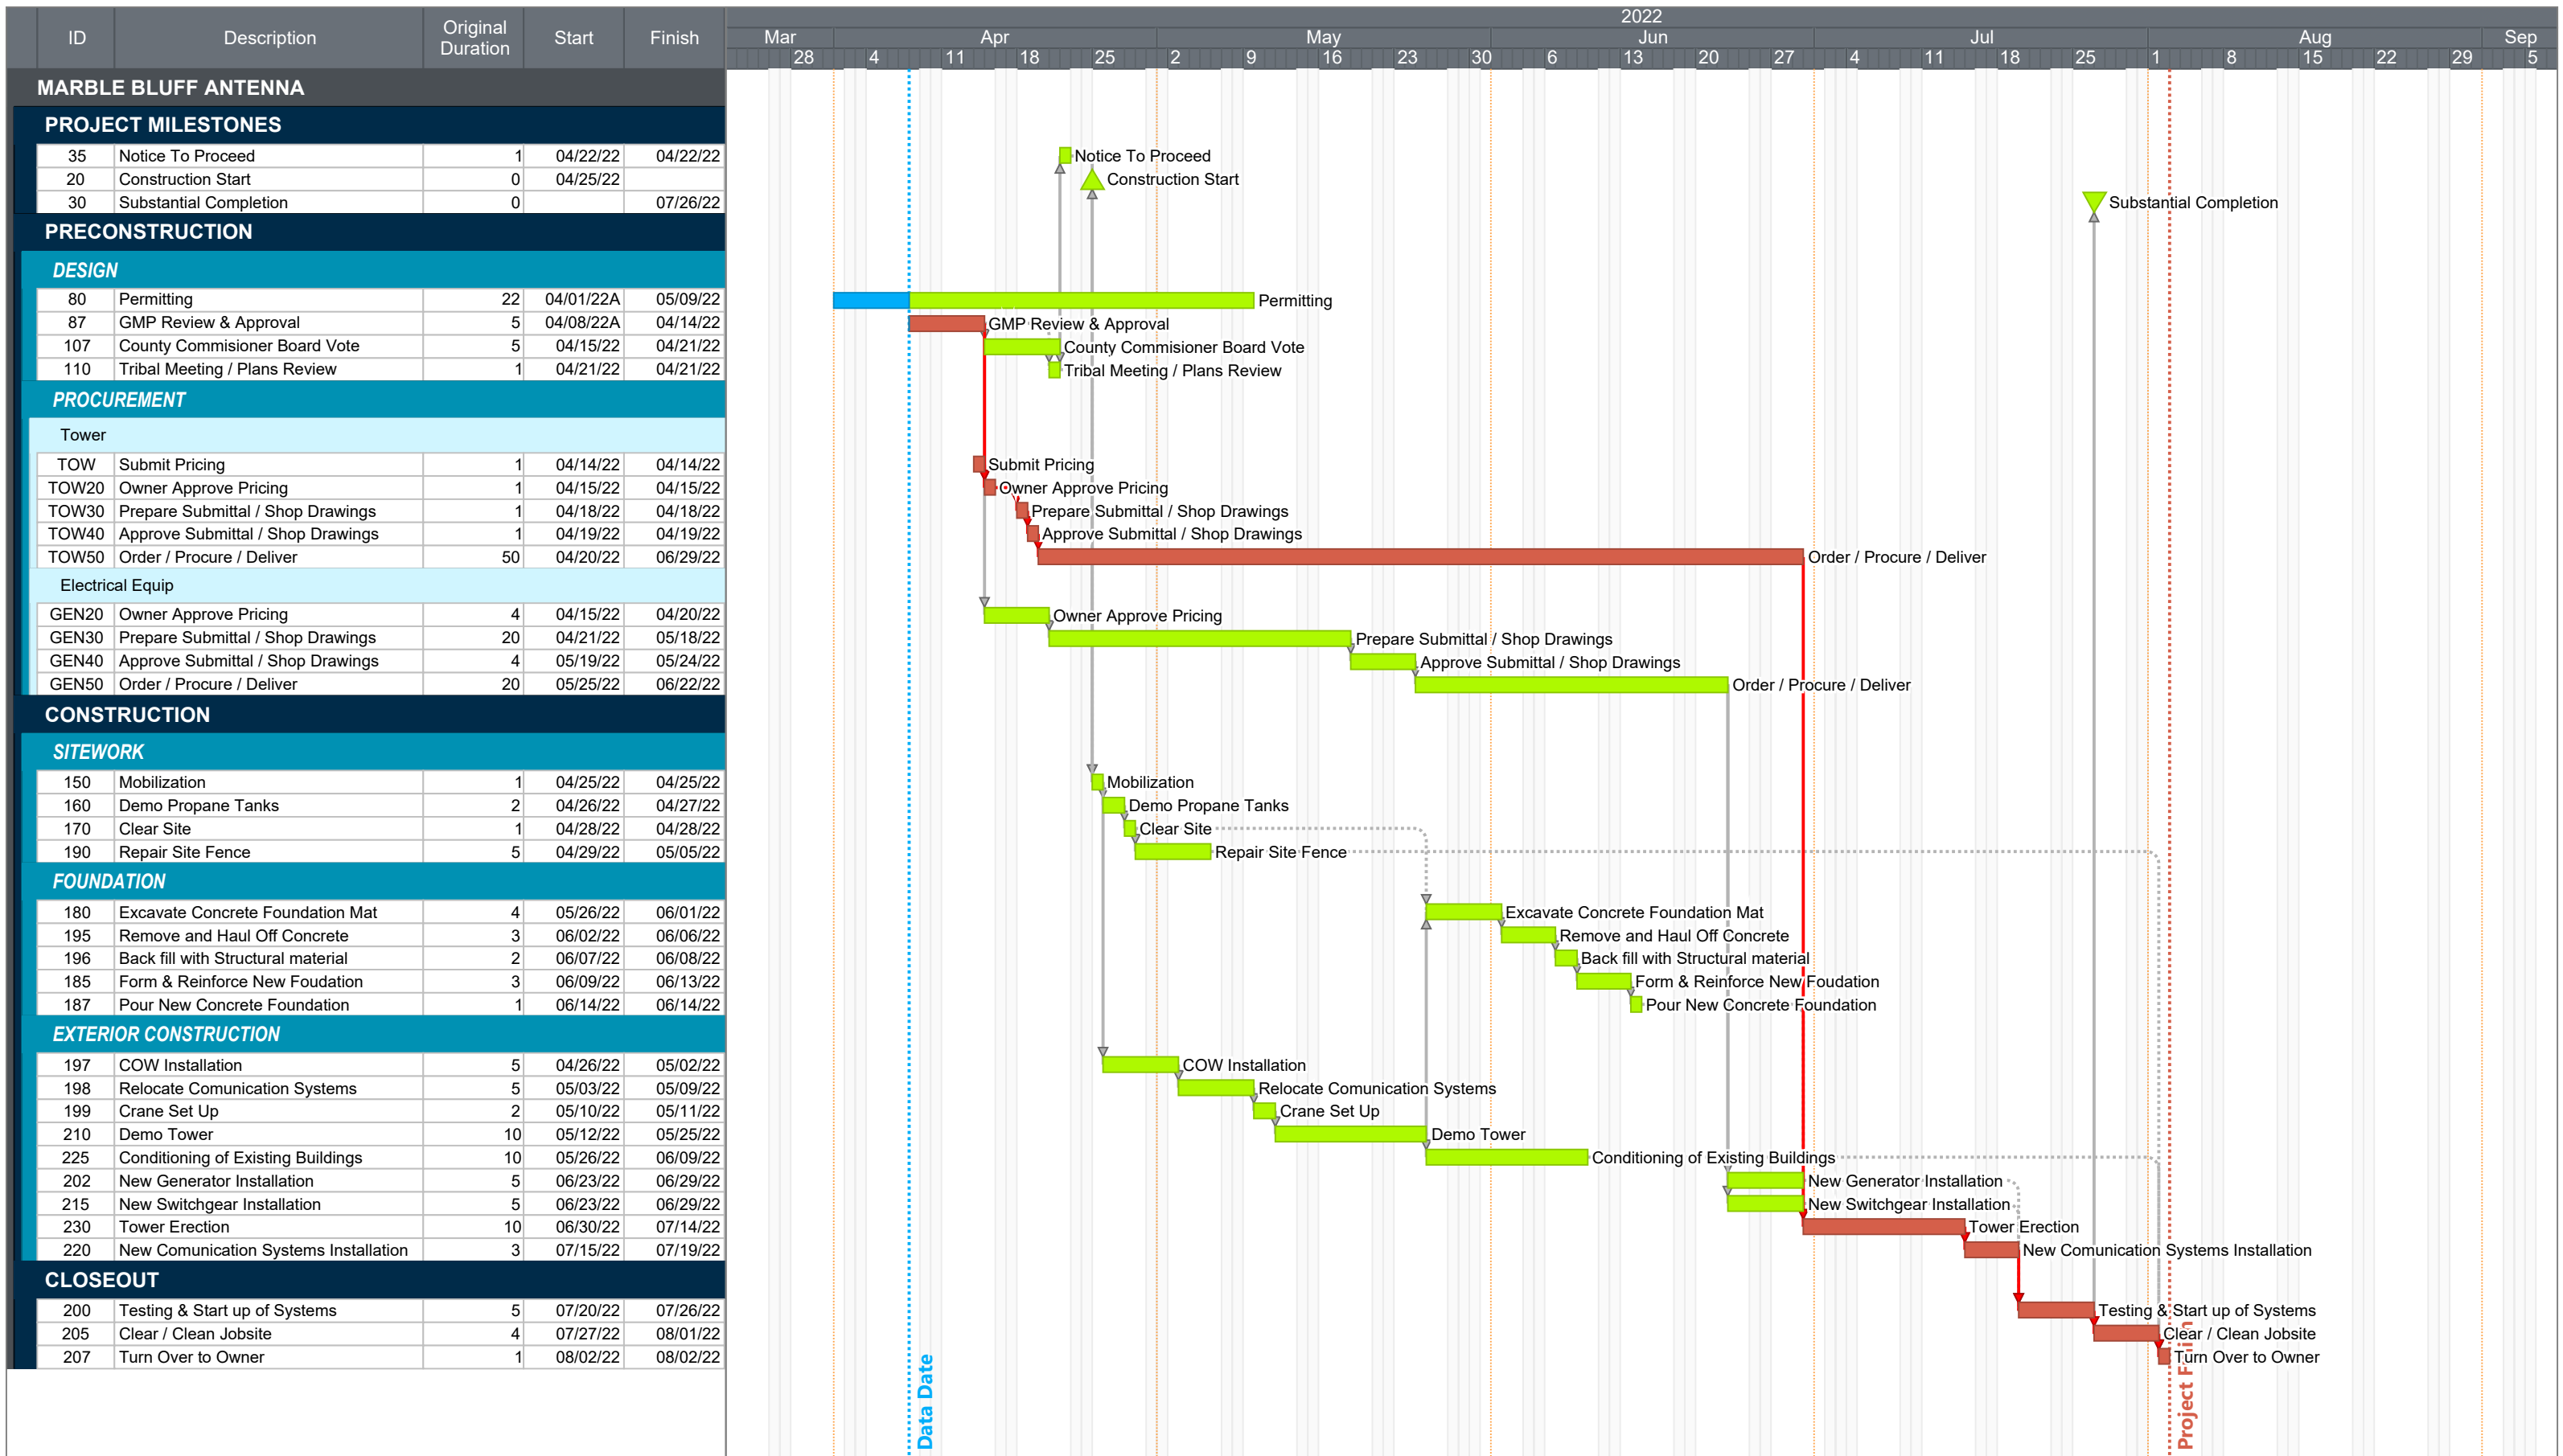 2022
ID Description Original Duration Start Finish Mar Apr May Jun Jul Aug Sep
28 4 11 18 25 2 9 16 23 30 6 13 20 27 4 11 18 25 1 8 15 22 29 5
MARBLE BLUFF ANTENNA
PROJECT MILESTONES
35 Notice To Proceed 1 04/22/22 04/22/22 Notice To Proceed
20 Construction Start 0 04/25/22 Construction Start
30 Substantial Completion 0 07/26/22 Substantial Completion
PRECONSTRUCTION
DESIGN
80 Permitting 22 04/01/22A 05/09/22 Permitting
87 GMP Review & Approval 5 04/08/22A 04/14/22 GMP Review & Approval
107 County Commisioner Board Vote 5 04/15/22 04/21/22 County Commisioner Board Vote
110 Tribal Meeting / Plans Review 1 04/21/22 04/21/22 Tribal Meeting / Plans Review
PROCUREMENT
Tower
TOW Submit Pricing 1 04/14/22 04/14/22 Submit Pricing
TOW20 Owner Approve Pricing 1 04/15/22 04/15/22 Owner Approve Pricing
TOW30 Prepare Submittal / Shop Drawings 1 04/18/22 04/18/22 Prepare Submittal / Shop Drawings
TOW40 Approve Submittal / Shop Drawings 1 04/19/22 04/19/22 Approve Submittal / Shop Drawings
TOW50 Order / Procure / Deliver 50 04/20/22 06/29/22 Order / Procure / Deliver
Electrical Equip
GEN20 Owner Approve Pricing 4 04/15/22 04/20/22 Owner Approve Pricing
GEN30 Prepare Submittal / Shop Drawings 20 04/21/22 05/18/22 Prepare Submittal / Shop Drawings
GEN40 Approve Submittal / Shop Drawings 4 05/19/22 05/24/22 Approve Submittal / Shop Drawings
GEN50 Order / Procure / Deliver 20 05/25/22 06/22/22 Order / Procure / Deliver
CONSTRUCTION
SITEWORK
150 Mobilization 1 04/25/22 04/25/22 Mobilization
160 Demo Propane Tanks 2 04/26/22 04/27/22 Demo Propane Tanks
170 Clear Site 1 04/28/22 04/28/22 Clear Site
190 Repair Site Fence 5 04/29/22 05/05/22 Repair Site Fence
FOUNDATION
180 Excavate Concrete Foundation Mat 4 05/26/22 06/01/22 Excavate Concrete Foundation Mat
195 Remove and Haul Off Concrete 3 06/02/22 06/06/22 Remove and Haul Off Concrete
196 Back fill with Structural material 2 06/07/22 06/08/22 Back fill with Structural material
185 Form & Reinforce New Foudation 3 06/09/22 06/13/22 Form & Reinforce New Foudation
187 Pour New Concrete Foundation 1 06/14/22 06/14/22 Pour New Concrete Foundation
EXTERIOR CONSTRUCTION
197 COW Installation 5 04/26/22 05/02/22 COW Installation
198 Relocate Comunication Systems 5 05/03/22 05/09/22 Relocate Comunication Systems
199 Crane Set Up 2 05/10/22 05/11/22 Crane Set Up
210 Demo Tower 10 05/12/22 05/25/22 Demo Tower
225 Conditioning of Existing Buildings 10 05/26/22 06/09/22 Conditioning of Existing Buildings
202 New Generator Installation 5 06/23/22 06/29/22 New Generator Installation
215 New Switchgear Installation 5 06/23/22 06/29/22 New Switchgear Installation
230 Tower Erection 10 06/30/22 07/14/22 Tower Erection
220 New Comunication Systems Installation 3 07/15/22 07/19/22 New Comunication Systems Installation
CLOSEOUT
200 Testing & Start up of Systems 5 07/20/22 07/26/22 Testing & Start up of Systems
205 Clear / Clean Jobsite 4 07/27/22 08/01/22 Clear / Clean Jobsite
207 Turn Over to Owner 1 08/02/22 08/02/22 Turn Over to Owner
Data Date
Project